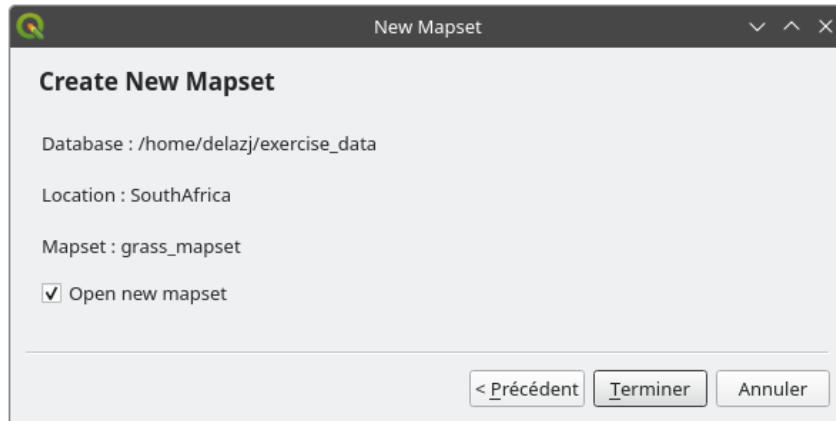 New Mapset
Create New Mapset
Database : /home/delazj/exercise_data
Location : SouthAfrica
Mapset : grass_mapset
Open new mapset
< Précédent Terminer Annuler